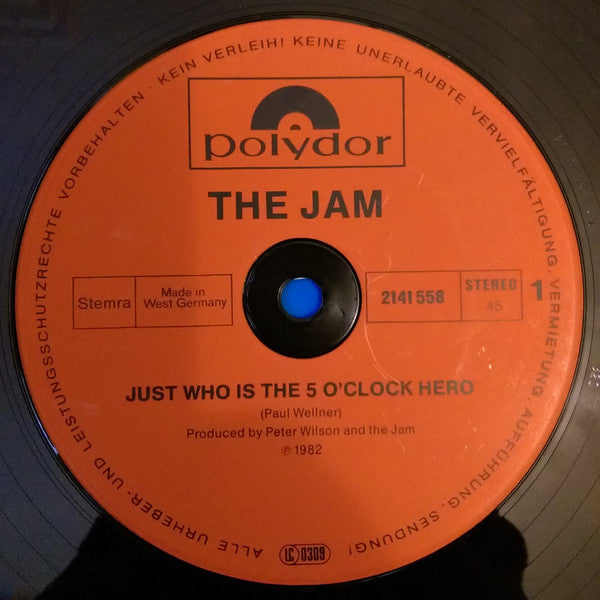 ALLE URHEBER- UND LEISTUNGSSCHUTZRECHTE VORBEHALTEN · KEIN VERLEIH! KEINE UNERLAUBTE VERVIELFÄLTIGUNG, VERMIETUNG, AUFFÜHRUNG, SENDUNG!
polydor
THE JAM
Stemra
Made in
West Germany
2141 558
STEREO
45
1
JUST WHO IS THE 5 O'CLOCK HERO
(Paul Wellner)
Produced by Peter Wilson and the Jam
℗ 1982
LC 0309